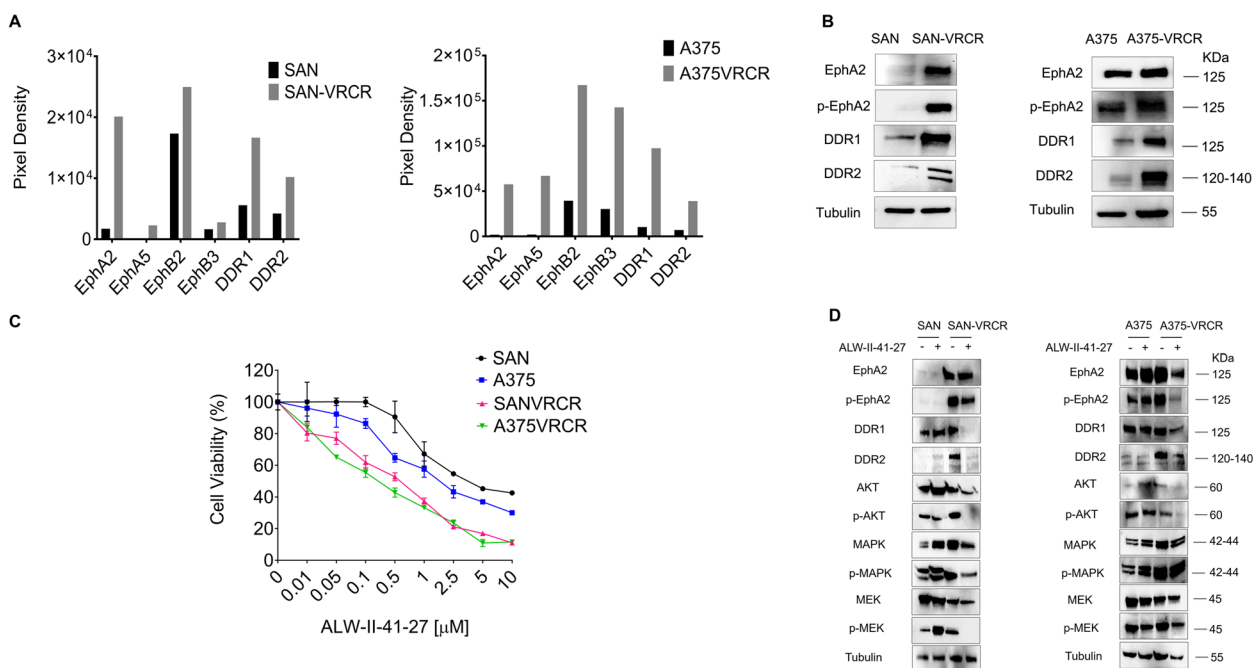 A
3×10⁴
2×10⁴
1×10⁴
0
Pixel Density
SAN
SAN-VRCR
EphA2
EphA5
EphB2
EphB3
DDR1
DDR2
2.0×10⁵
1.5×10⁵
1.0×10⁵
5.0×10⁴
0
Pixel Density
A375
A375VRCR
EphA2
EphA5
EphB2
EphB3
DDR1
DDR2
B
SAN SAN-VRCR
EphA2
p-EphA2
DDR1
DDR2
Tubulin
A375 A375-VRCR
KDa
EphA2 125
p-EphA2 125
DDR1 125
DDR2 120-140
Tubulin 55
C
120
100
80
60
40
20
0
Cell Viability (%)
SAN
A375
SANVRCR
A375VRCR
0 0.01 0.05 0.1 0.5 1 2.5 5 10
ALW-II-41-27 [µM]
D
SAN SAN-VRCR
ALW-II-41-27 - + - +
EphA2
p-EphA2
DDR1
DDR2
AKT
p-AKT
MAPK
p-MAPK
MEK
p-MEK
Tubulin
A375 A375-VRCR
ALW-II-41-27 - + - + KDa
EphA2 125
p-EphA2 125
DDR1 125
DDR2 120-140
AKT 60
p-AKT 60
MAPK 42-44
p-MAPK 42-44
MEK 45
p-MEK 45
Tubulin 55